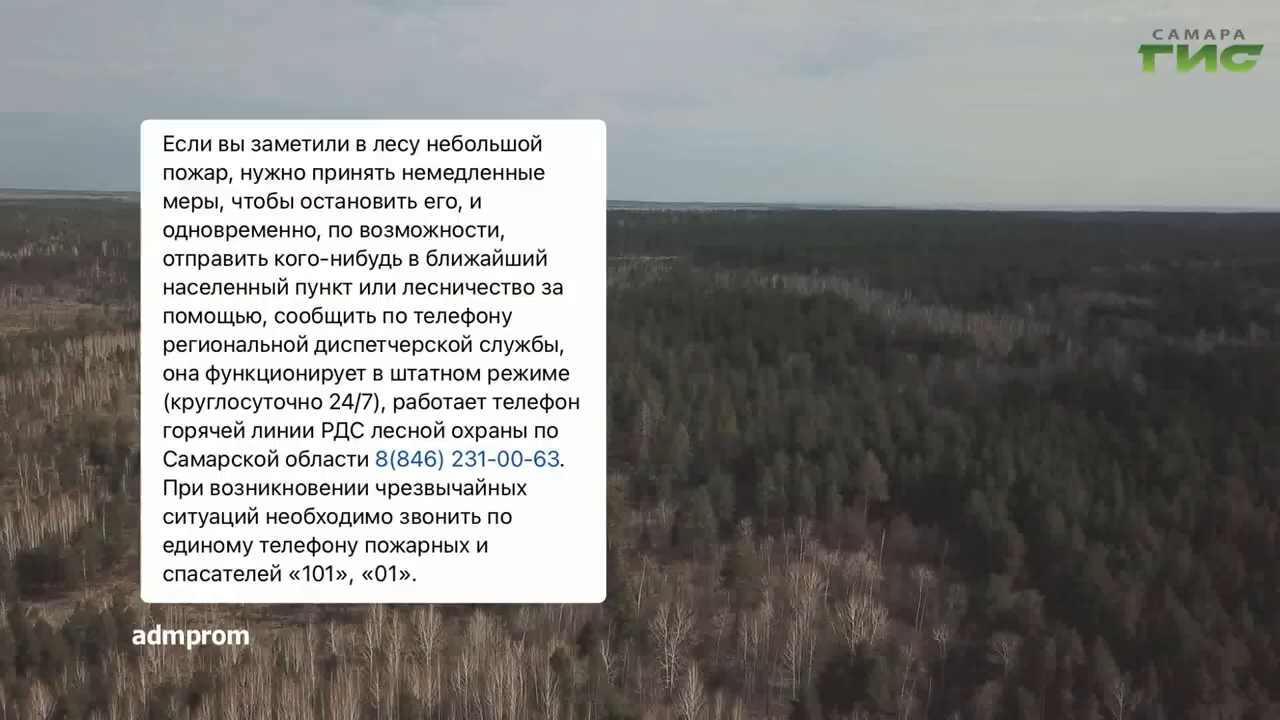 САМАРА
ГИС
Если вы заметили в лесу небольшой
пожар, нужно принять немедленные
меры, чтобы остановить его, и
одновременно, по возможности,
отправить кого-нибудь в ближайший
населенный пункт или лесничество за
помощью, сообщить по телефону
региональной диспетчерской службы,
она функционирует в штатном режиме
(круглосуточно 24/7), работает телефон
горячей линии РДС лесной охраны по
Самарской области 8(846) 231-00-63.
При возникновении чрезвычайных
ситуаций необходимо звонить по
единому телефону пожарных и
спасателей «101», «01».
admprom